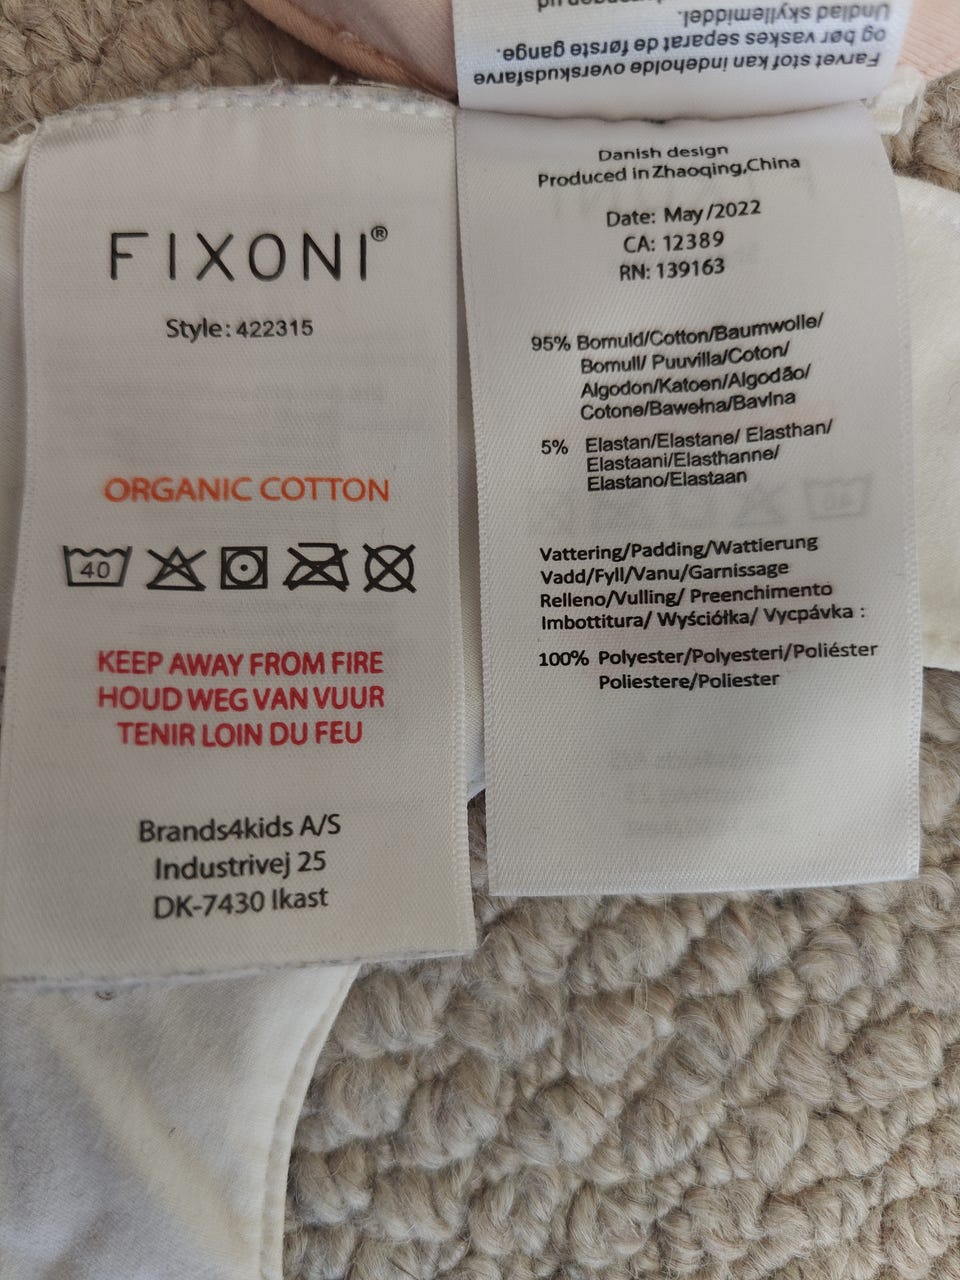 FIXONI®
Style: 422315
ORGANIC COTTON
40
KEEP AWAY FROM FIRE
HOUD WEG VAN VUUR
TENIR LOIN DU FEU
Brands4kids A/S
Industrivej 25
DK-7430 Ikast
Farvet stof kan indeholde overskudsfarve
og bør vaskes separat de første gange.
Undlad skyllemiddel.
Danish design
Produced in Zhaoqing,China
Date: May/2022
CA: 12389
RN: 139163
95% Bomuld/Cotton/Baumwolle/
Bomull/ Puuvilla/Coton/
Algodon/Katoen/Algodão/
Cotone/Bawełna/Bavlna
5% Elastan/Elastane/ Elasthan/
Elastaani/Elasthanne/
Elastano/Elastaan
Vattering/Padding/Wattierung
Vadd/Fyll/Vanu/Garnissage
Relleno/Vulling/ Preenchimento
Imbottitura/ Wyściółka/ Vycpávka :
100% Polyester/Polyesteri/Poliéster
Poliestere/Poliester